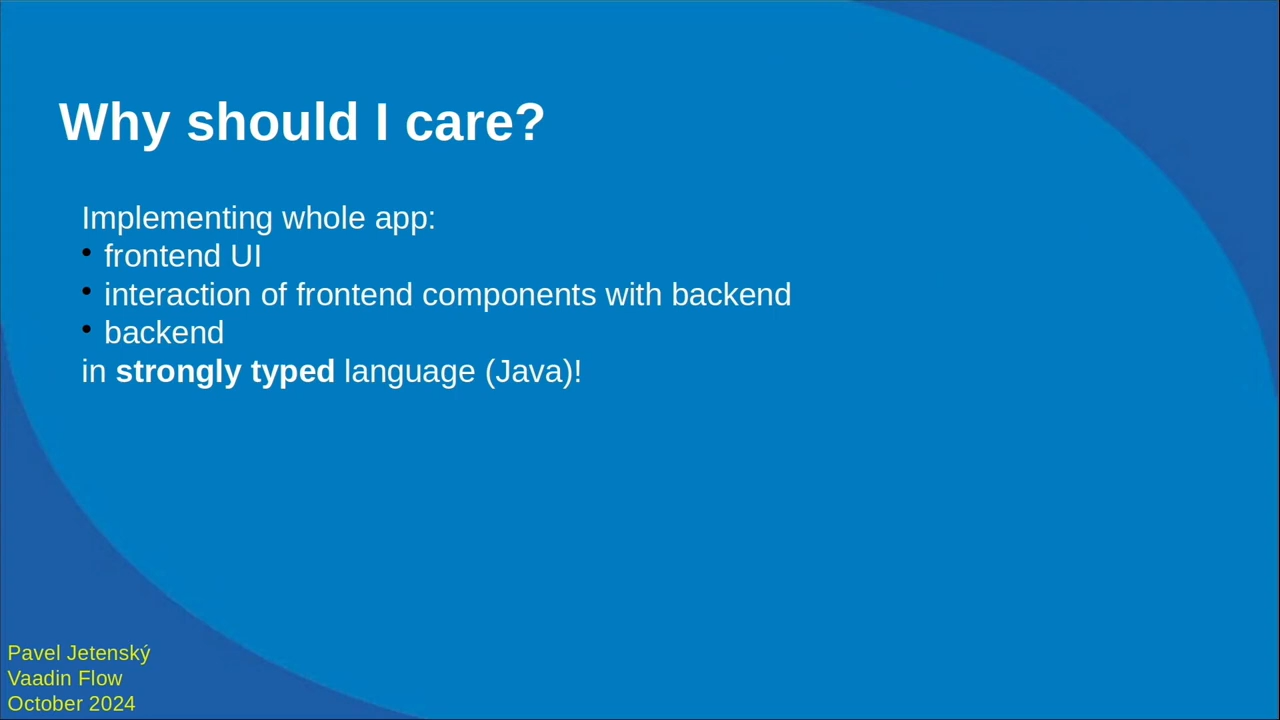 Why should I care?
Implementing whole app:
• frontend UI
• interaction of frontend components with backend
• backend
in strongly typed language (Java)!
Pavel Jetenský
Vaadin Flow
October 2024